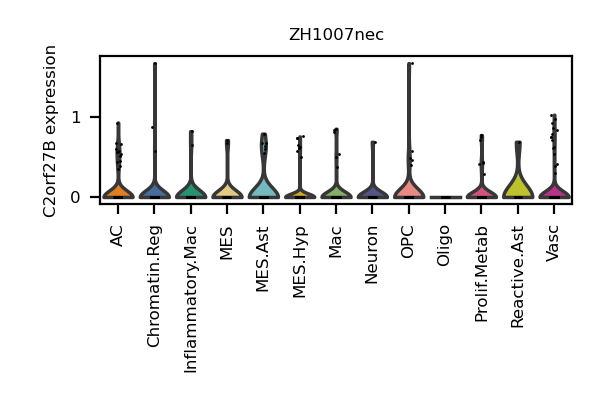 ZH1007nec
C2orf27B expression
1
0
AC
Chromatin.Reg
Inflammatory.Mac
MES
MES.Ast
MES.Hyp
Mac
Neuron
OPC
Oligo
Prolif.Metab
Reactive.Ast
Vasc